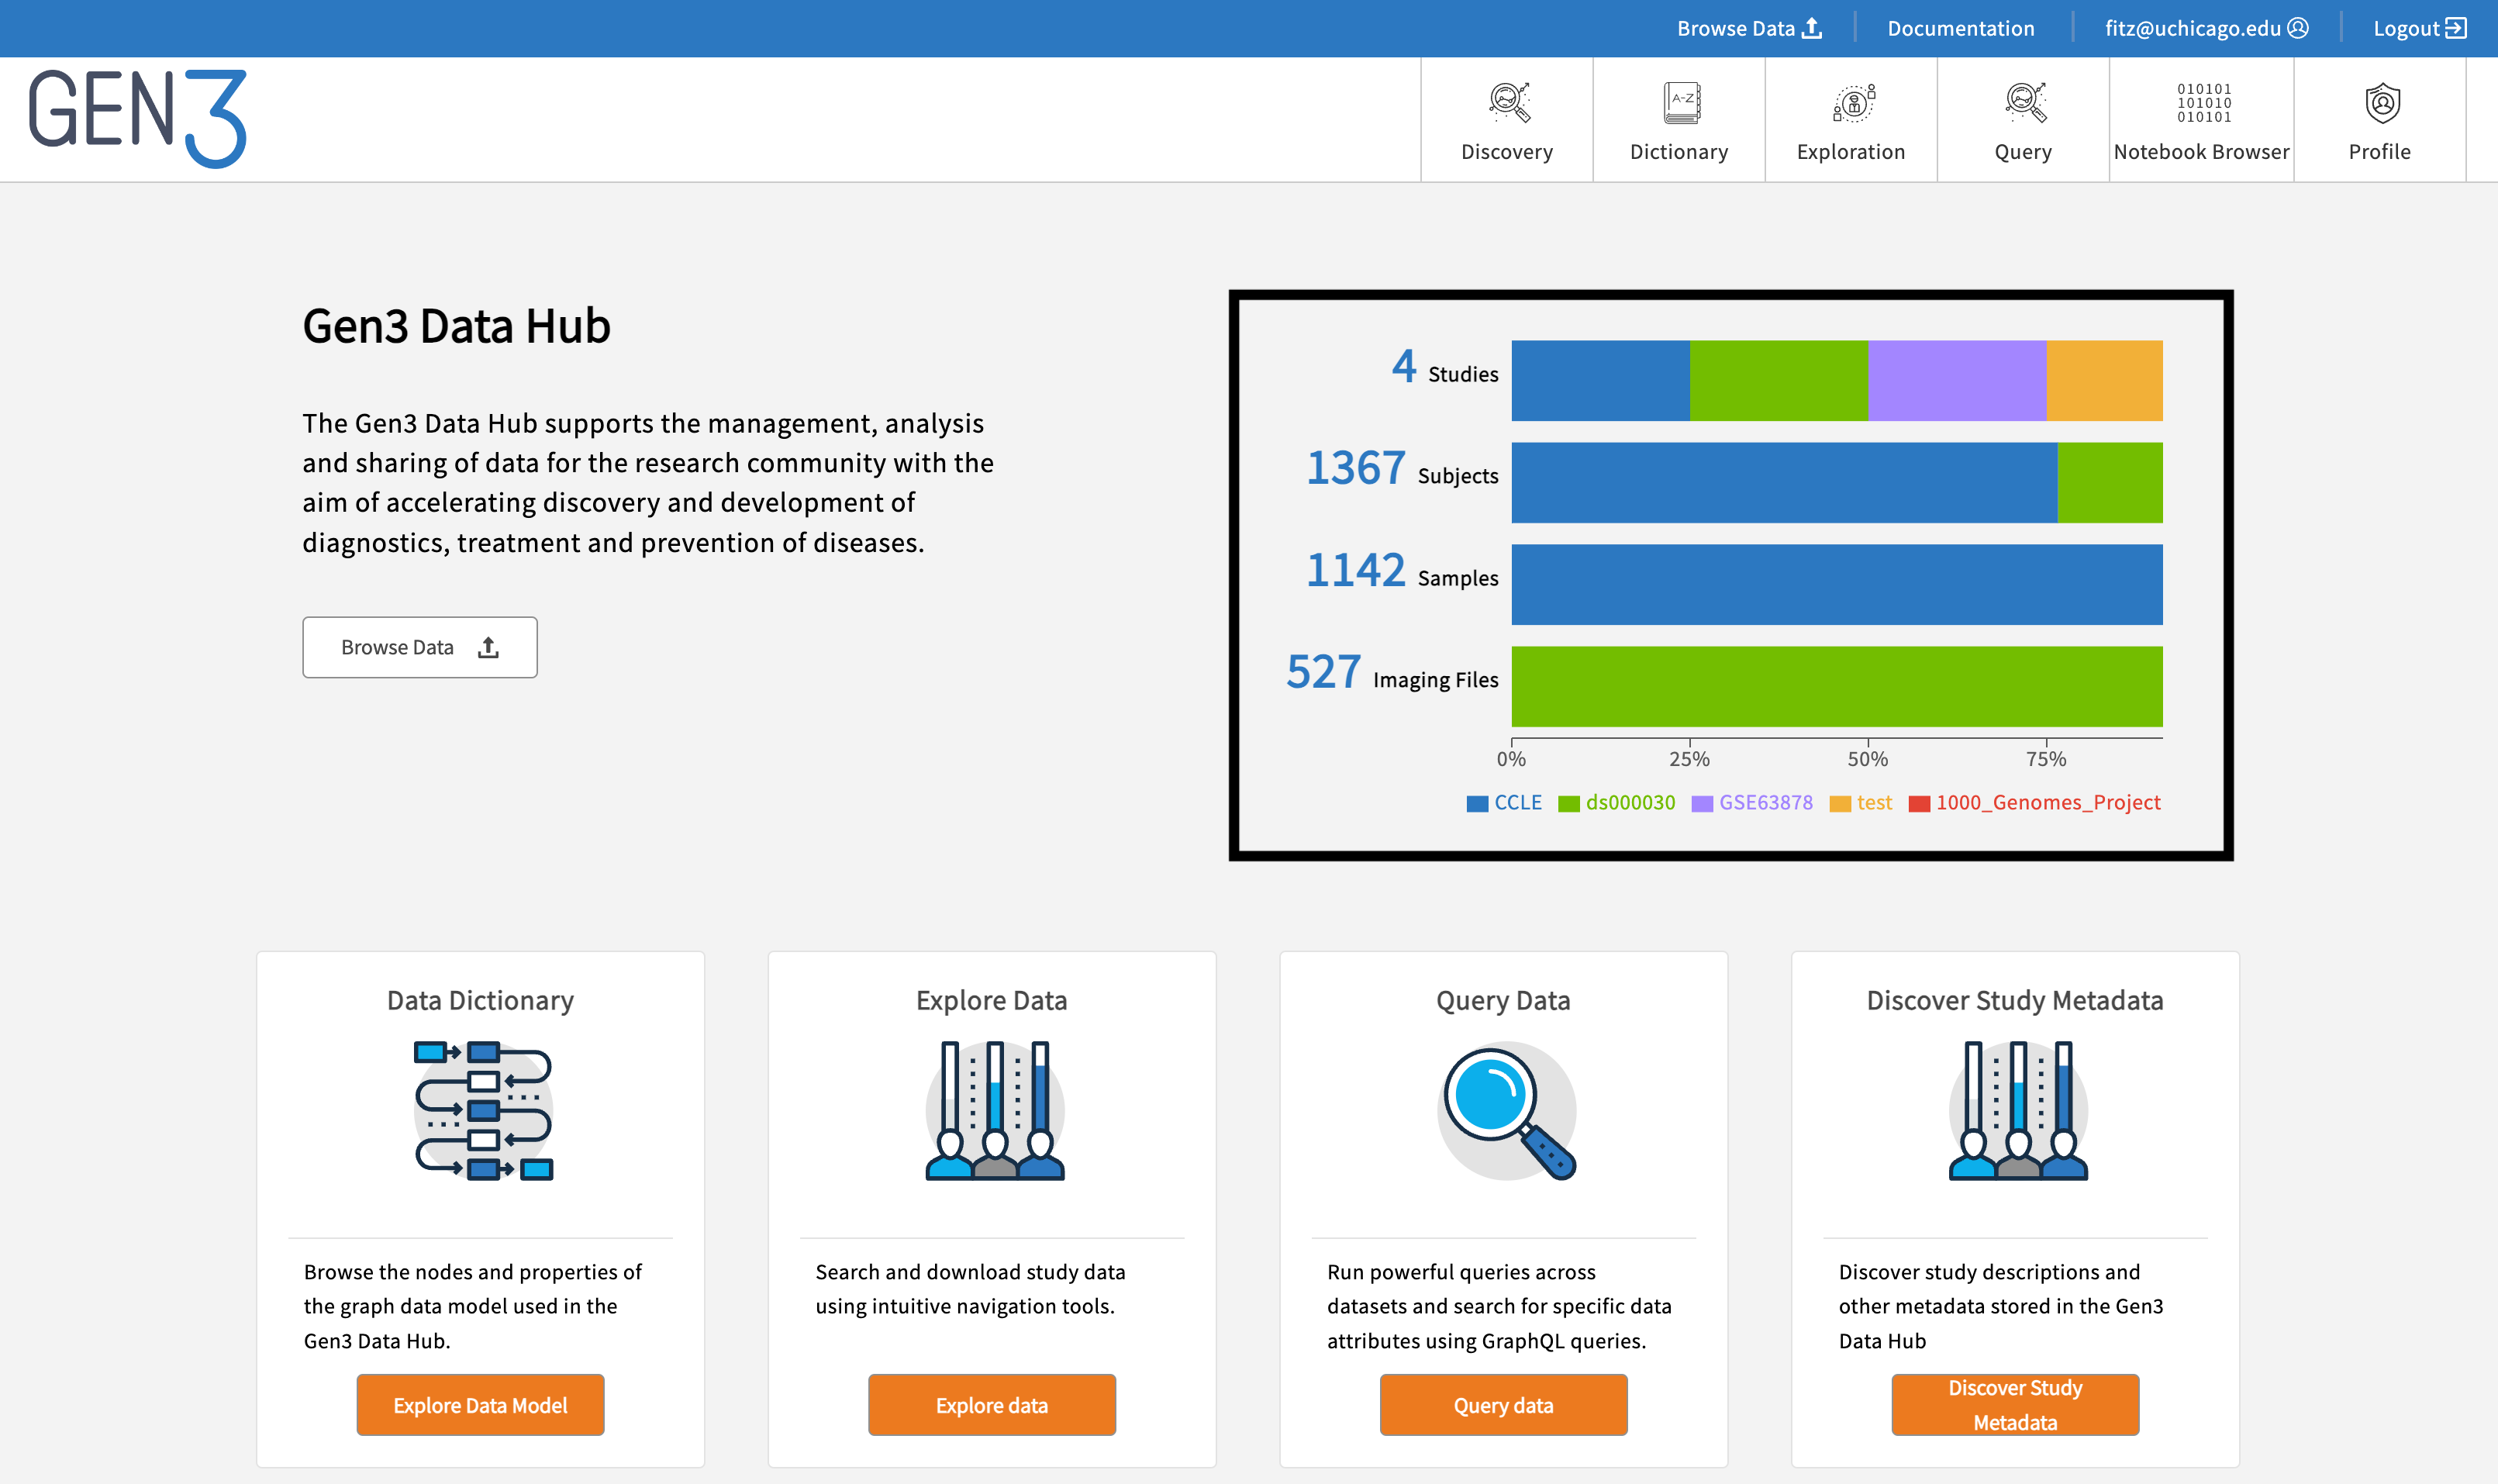 Browse Data
Documentation
fitz@uchicago.edu
Logout
GEN3
Discovery
A-Z
Dictionary
Exploration
Query
010101
101010
010101
Notebook Browser
Profile
Gen3 Data Hub
The Gen3 Data Hub supports the management, analysis
and sharing of data for the research community with the
aim of accelerating discovery and development of
diagnostics, treatment and prevention of diseases.
Browse Data
4 Studies
1367 Subjects
1142 Samples
527 Imaging Files
0% 25% 50% 75%
CCLE ds000030 GSE63878 test 1000_Genomes_Project
Data Dictionary
Browse the nodes and properties of
the graph data model used in the
Gen3 Data Hub.
Explore Data Model
Explore Data
Search and download study data
using intuitive navigation tools.
Explore data
Query Data
Run powerful queries across
datasets and search for specific data
attributes using GraphQL queries.
Query data
Discover Study Metadata
Discover study descriptions and
other metadata stored in the Gen3
Data Hub
Discover Study
Metadata